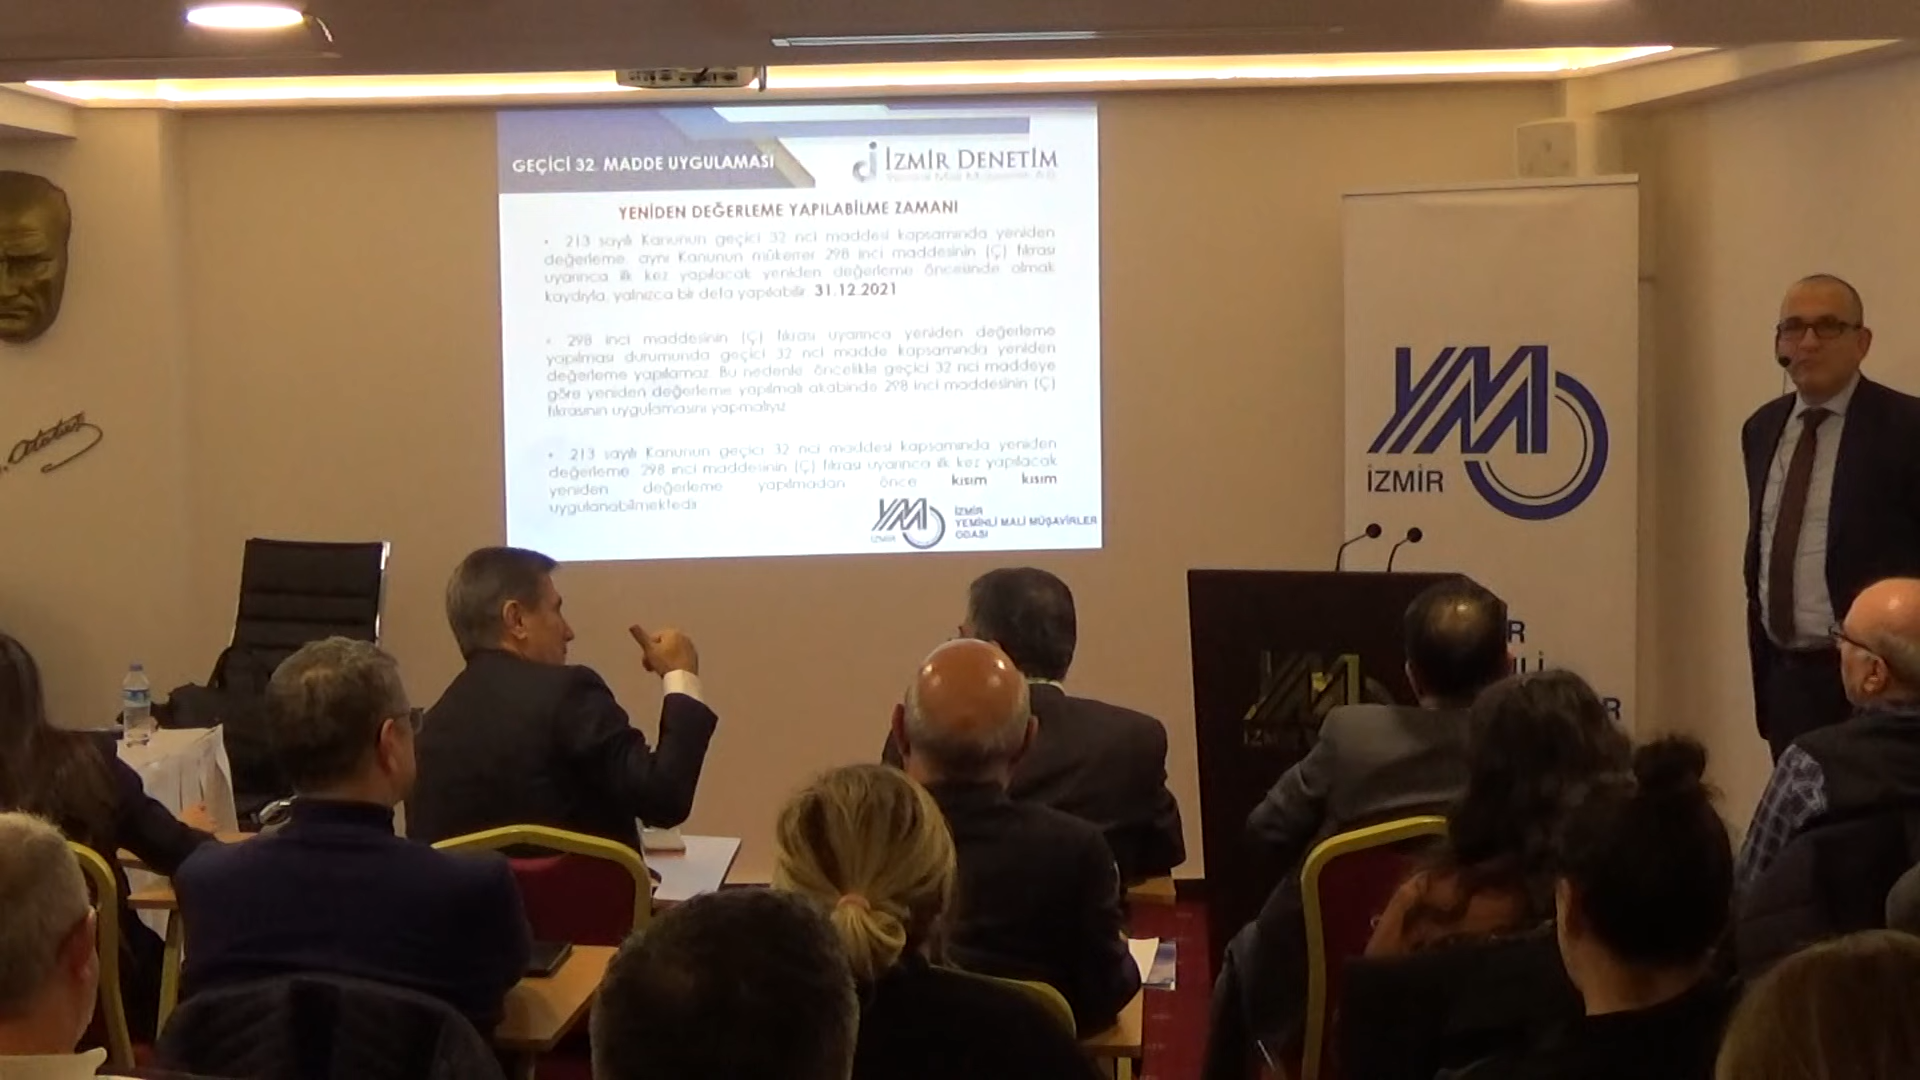 GEÇİCİ 32. MADDE UYGULAMASI
İZMİR DENETİM
YENİDEN DEĞERLEME YAPILABİLME ZAMANI
• 213 sayılı Kanunun geçici 32 nci maddesi kapsamında yeniden
değerleme, aynı Kanunun mükerrer 298 inci maddesinin (Ç) fıkrası
uyarınca ilk kez yapılacak yeniden değerleme öncesinde olmak
kaydıyla, yalnızca bir defa yapılabilir. 31.12.2021
• 298 inci maddesinin (Ç) fıkrası uyarınca yeniden değerleme
yapılması durumunda geçici 32 nci madde kapsamında yeniden
değerleme yapılamaz. Bu nedenle, öncelikle geçici 32 nci maddeye
göre yeniden değerleme yapılmalı akabinde 298 inci maddesinin (Ç)
fıkrasının uygulamasını yapmalıyız.
• 213 sayılı Kanunun geçici 32 nci maddesi kapsamında yeniden
değerleme, 298 inci maddesinin (Ç) fıkrası uyarınca ilk kez yapılacak
yeniden değerleme yapılmadan önce kısım kısım
uygulanabilmektedir.
YMM
İZMİR
İZMİR
YEMİNLİ MALİ MÜŞAVİRLER
ODASI
YMM
İZMİR
YMM